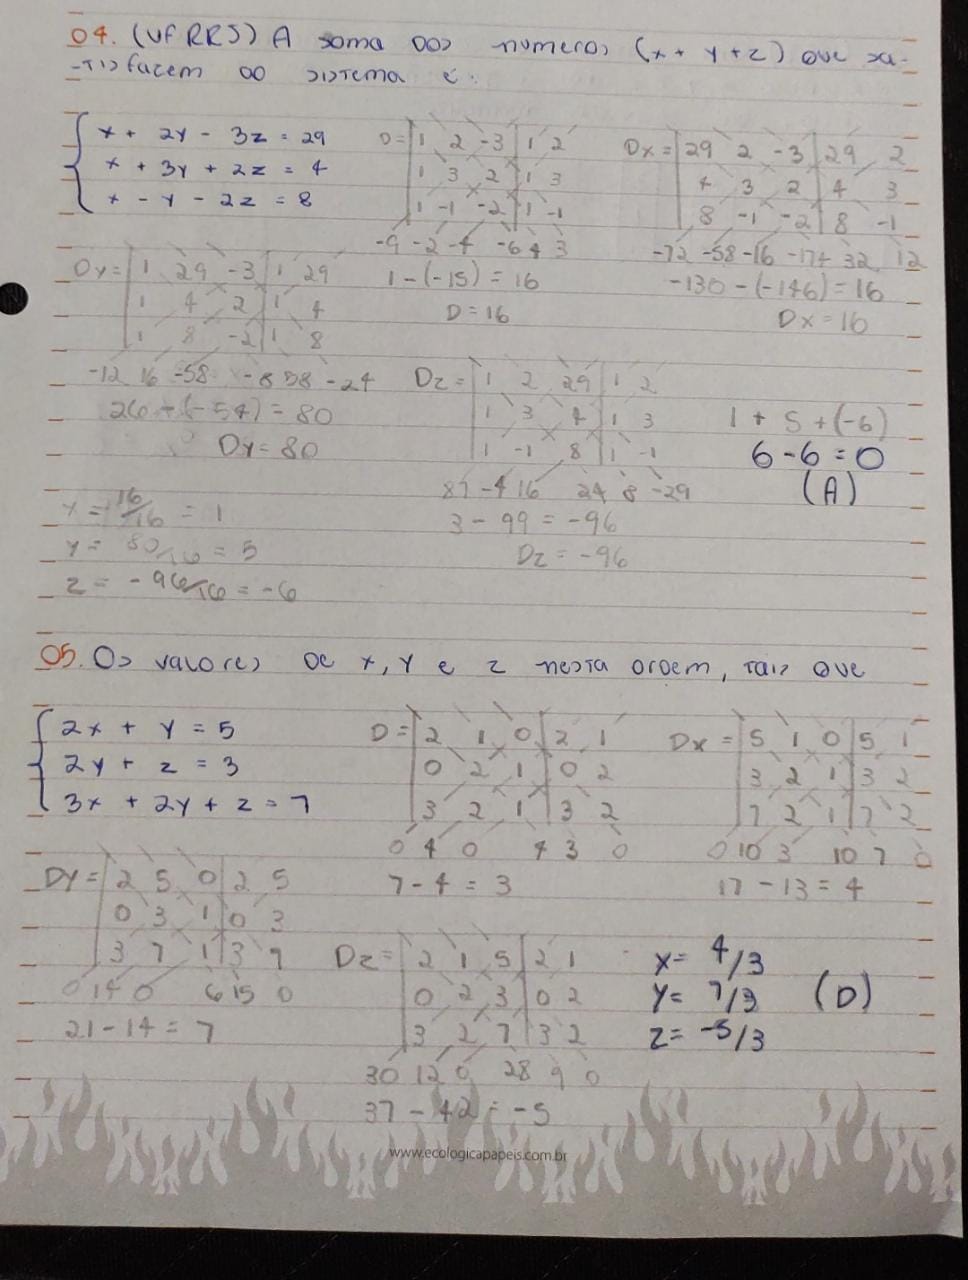 04. (UFRRJ) A soma dos numeros (x + y + z) que sa-
-tisfazem ao sistema é:
x + 2y - 3z = 29
x + 3y + 2z = 4
x - y - 2z = 8
D= 1 2 -3 1 2
1 3 2 1 3
1 -1 -2 1 -1
-9 -2 -4 -6 4 3
1 - (-15) = 16
D = 16
Dx = 29 2 -3 29 2
4 3 2 4 3
8 -1 -2 8 -1
-72 -58 -16 -174 32 12
-130 - (-146) = 16
Dx = 16
Dy = 1 29 -3 1 29
1 4 2 1 4
1 8 -2 1 8
-12 16 -58 -8 58 -24
26 + (-54) = 80
Dy = 80
Dz = 1 2 29 1 2
1 3 4 1 3
1 -1 8 1 -1
87 -4 16 24 8 -29
3 - 99 = -96
Dz = -96
1 + 5 + (-6)
6 - 6 = 0
(A)
x = 16/16 = 1
y = 80/16 = 5
z = -96/16 = -6
05. Os valores de x, y e z nesta ordem, tais que
2x + y = 5
2y + z = 3
3x + 2y + z = 7
D = 2 1 0 2 1
0 2 1 0 2
3 2 1 3 2
0 4 0 4 3 0
7 - 4 = 3
Dx = 5 1 0 5 1
3 2 1 3 2
7 2 1 7 2
0 10 3 10 7 0
17 - 13 = 4
Dy = 2 5 0 2 5
0 3 1 0 3
3 7 1 3 7
0 14 0 6 15 0
21 - 14 = 7
Dz = 2 1 5 2 1
0 2 3 0 2
3 2 7 3 2
30 12 0 28 9 0
37 - 42 = -5
x = 4/3
y = 7/3
z = -5/3
(D)
www.ecologicapapeis.com.br